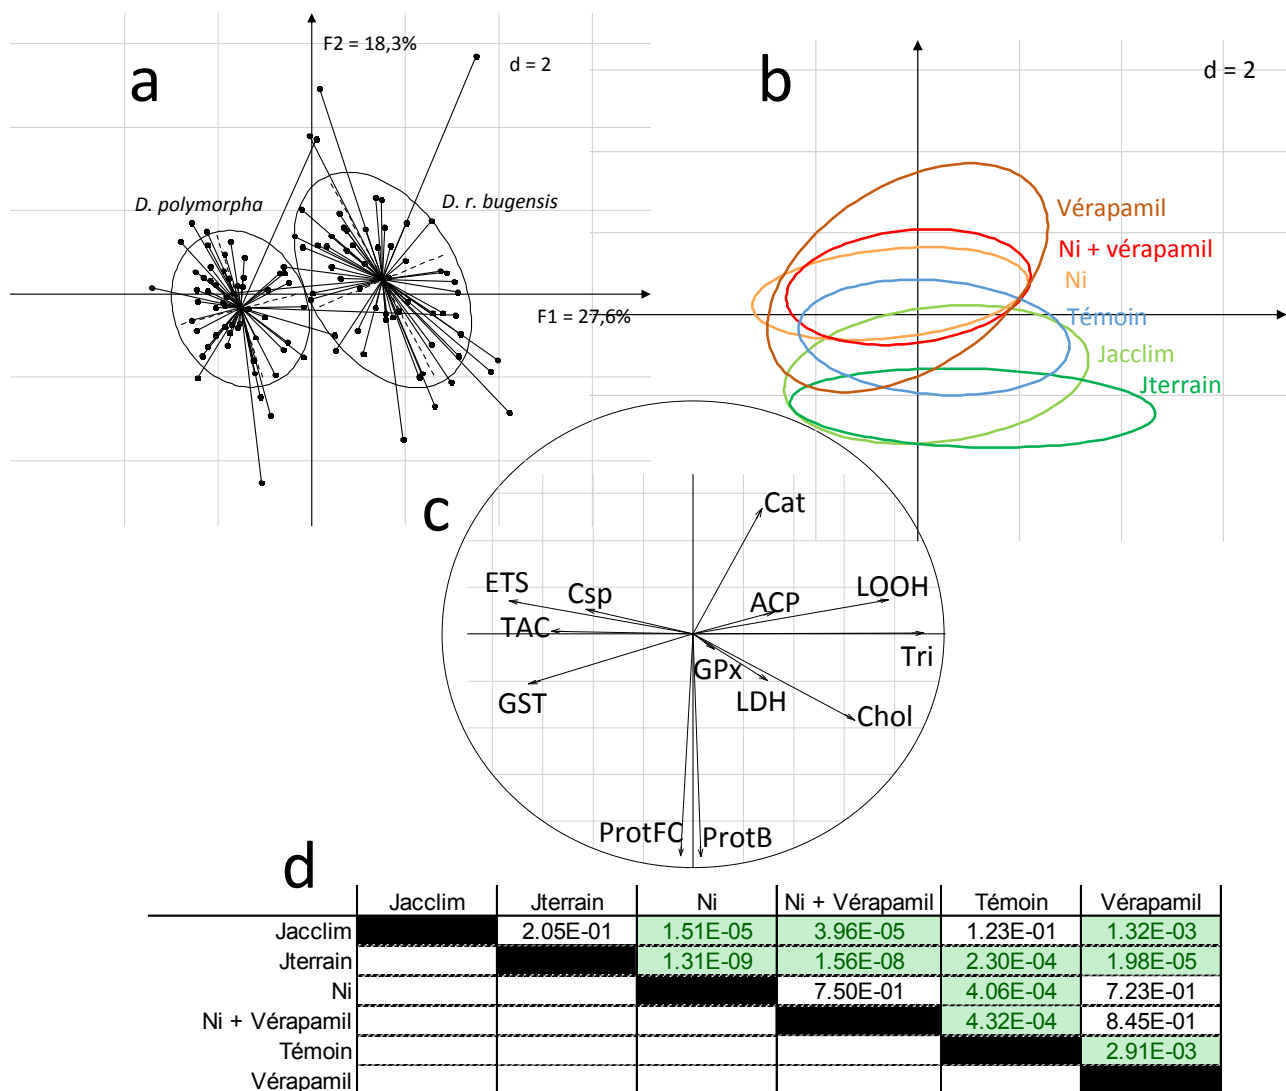 a
F2 = 18,3%
d = 2
D. polymorpha
D. r. bugensis
F1 = 27,6%
b
d = 2
Vérapamil
Ni + vérapamil
Ni
Témoin
Jacclim
Jterrain
c
Cat
ETS
Csp
ACP
LOOH
TAC
GPx
Tri
GST
LDH
Chol
ProtFC
ProtB
d
Jacclim Jterrain Ni Ni + Vérapamil Témoin Vérapamil
Jacclim 2.05E-01 1.51E-05 3.96E-05 1.23E-01 1.32E-03
Jterrain 1.31E-09 1.56E-08 2.30E-04 1.98E-05
Ni 7.50E-01 4.06E-04 7.23E-01
Ni + Vérapamil 4.32E-04 8.45E-01
Témoin 2.91E-03
Vérapamil